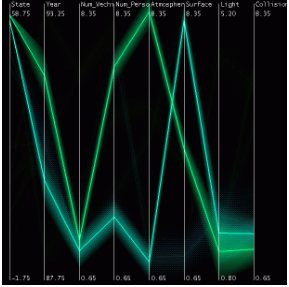 State Year Num_Vechi Num_Perso Atmospher Surface Light Collision
58.75 93.25 8.35 8.35 8.35 8.35 5.20 8.35
-1.75 87.75 0.65 0.65 0.65 0.65 0.80 0.65